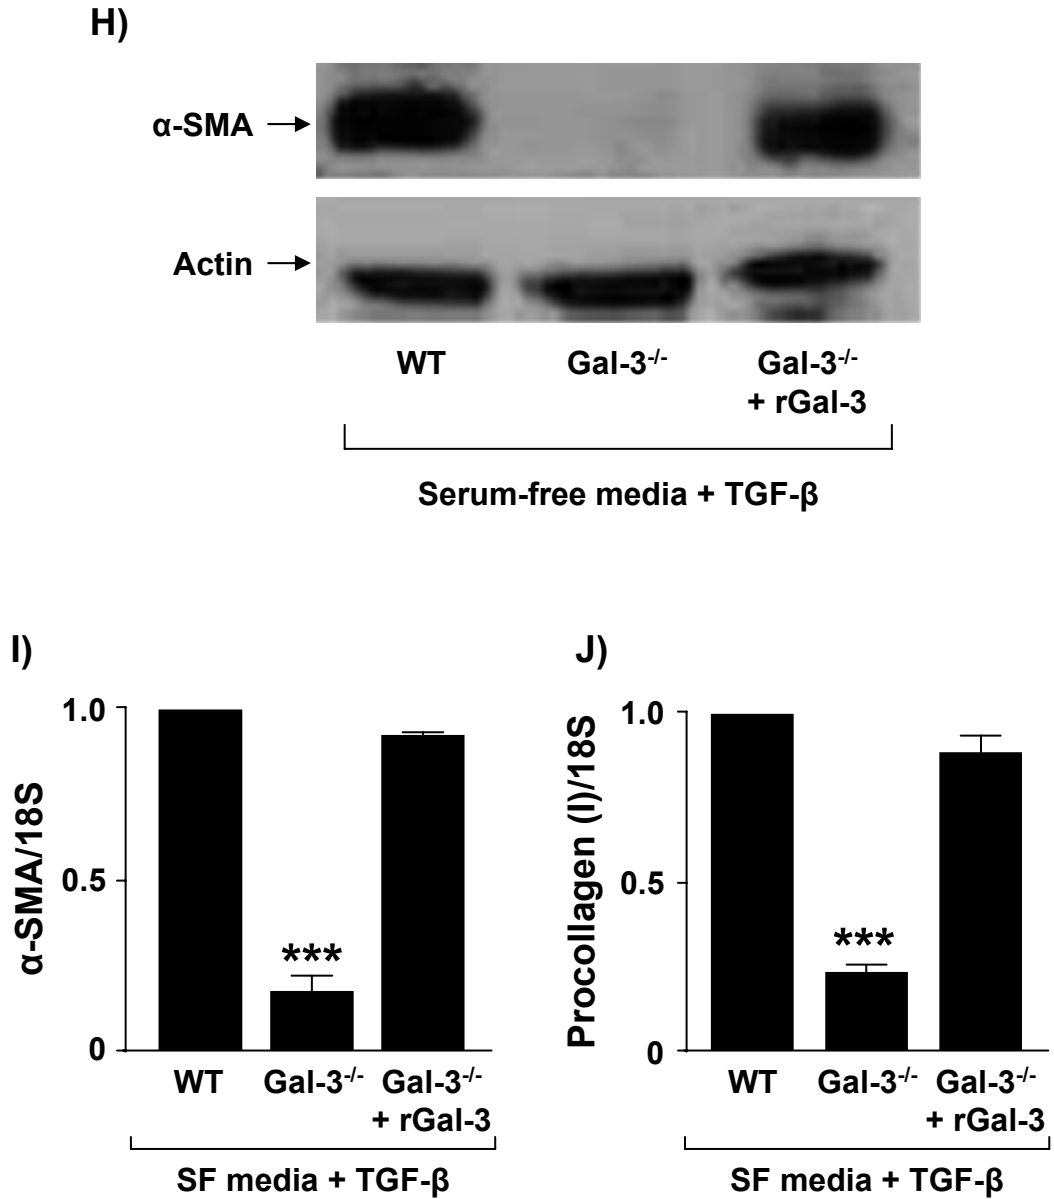 H)
α-SMA
Actin
WT Gal-3-/- Gal-3-/-
+ rGal-3
Serum-free media + TGF-β
I)
α-SMA/18S
1.0
0.5
0
***
WT Gal-3-/- Gal-3-/-
+ rGal-3
SF media + TGF-β
J)
Procollagen (I)/18S
1.0
0.5
0
***
WT Gal-3-/- Gal-3-/-
+ rGal-3
SF media + TGF-β